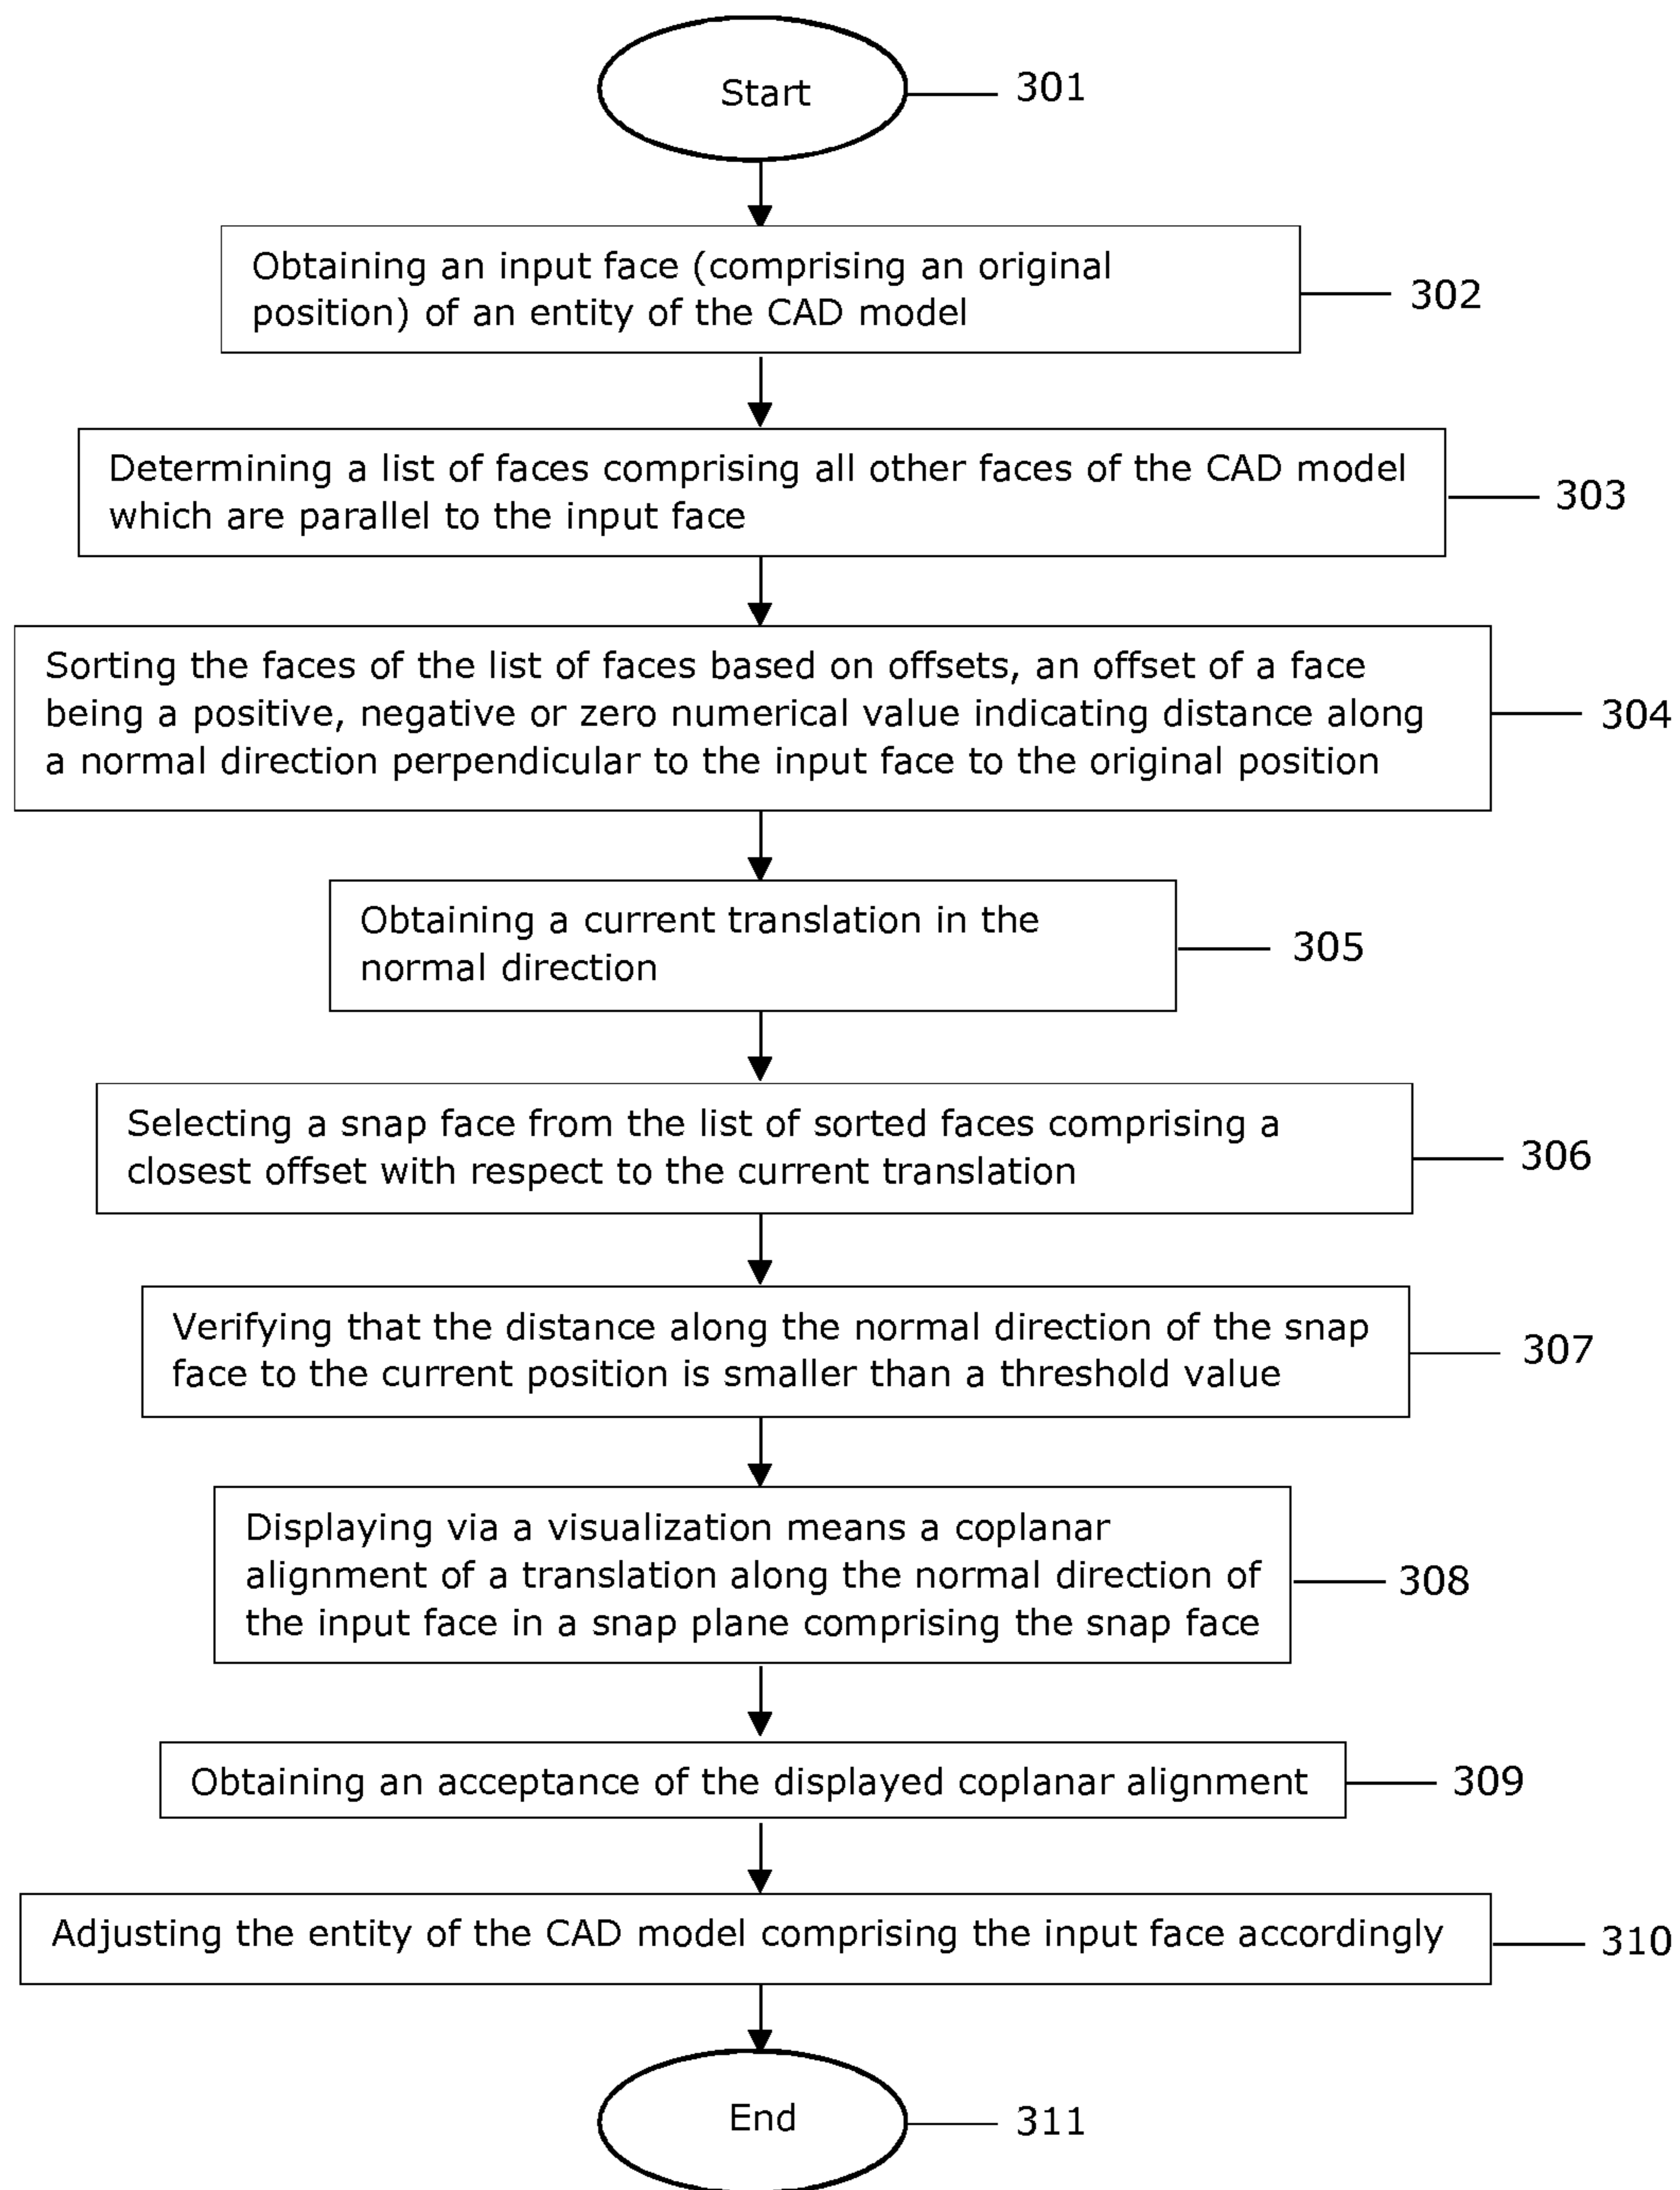 Start
301
Obtaining an input face (comprising an original
position) of an entity of the CAD model
302
Determining a list of faces comprising all other faces of the CAD model
which are parallel to the input face
303
Sorting the faces of the list of faces based on offsets, an offset of a face
being a positive, negative or zero numerical value indicating distance along
a normal direction perpendicular to the input face to the original position
304
Obtaining a current translation in the
normal direction
305
Selecting a snap face from the list of sorted faces comprising a
closest offset with respect to the current translation
306
Verifying that the distance along the normal direction of the snap
face to the current position is smaller than a threshold value
307
Displaying via a visualization means a coplanar
alignment of a translation along the normal direction of
the input face in a snap plane comprising the snap face
308
Obtaining an acceptance of the displayed coplanar alignment
309
Adjusting the entity of the CAD model comprising the input face accordingly
310
End
311